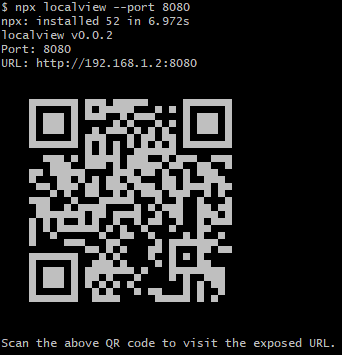 $ npx localview --port 8080
npx: installed 52 in 6.972s
localview v0.0.2
Port: 8080
URL: http://192.168.1.2:8080
Scan the above QR code to visit the exposed URL.